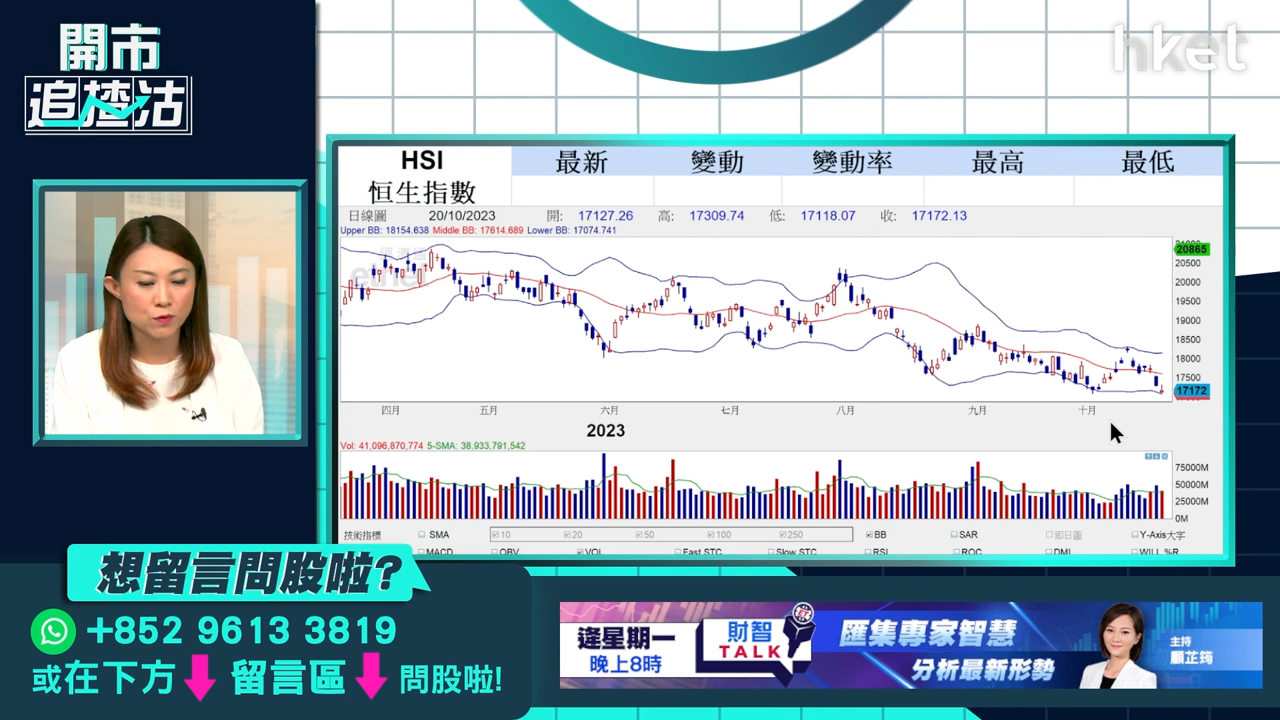 開市
追揸沽
hket
HSI
恒生指數
最新 變動 變動率 最高 最低
日線圖 20/10/2023 開: 17127.26 高: 17309.74 低: 17118.07 收: 17172.13
Upper BB: 18154.638 Middle BB: 17614.689 Lower BB: 17074.741
20865
20500
20000
19500
19000
18500
18000
17500
17172
四月 五月 六月 七月 八月 九月 十月
2023
Vol: 41,096,870,774 5-SMA: 38,933,791,542
75000M
50000M
25000M
0M
技術指標 SMA 10 20 50 100 250 BB SAR 即日圖 Y-Axis大字
MACD OBV VOL Fast STC Slow STC RSI ROC DMI WILL %R
想留言問股啦?
+852 9613 3819
或在下方 留言區 問股啦!
逢星期一
晚上8時
財智
TALK
匯集專家智慧
分析最新形勢
主持
顧芷筠